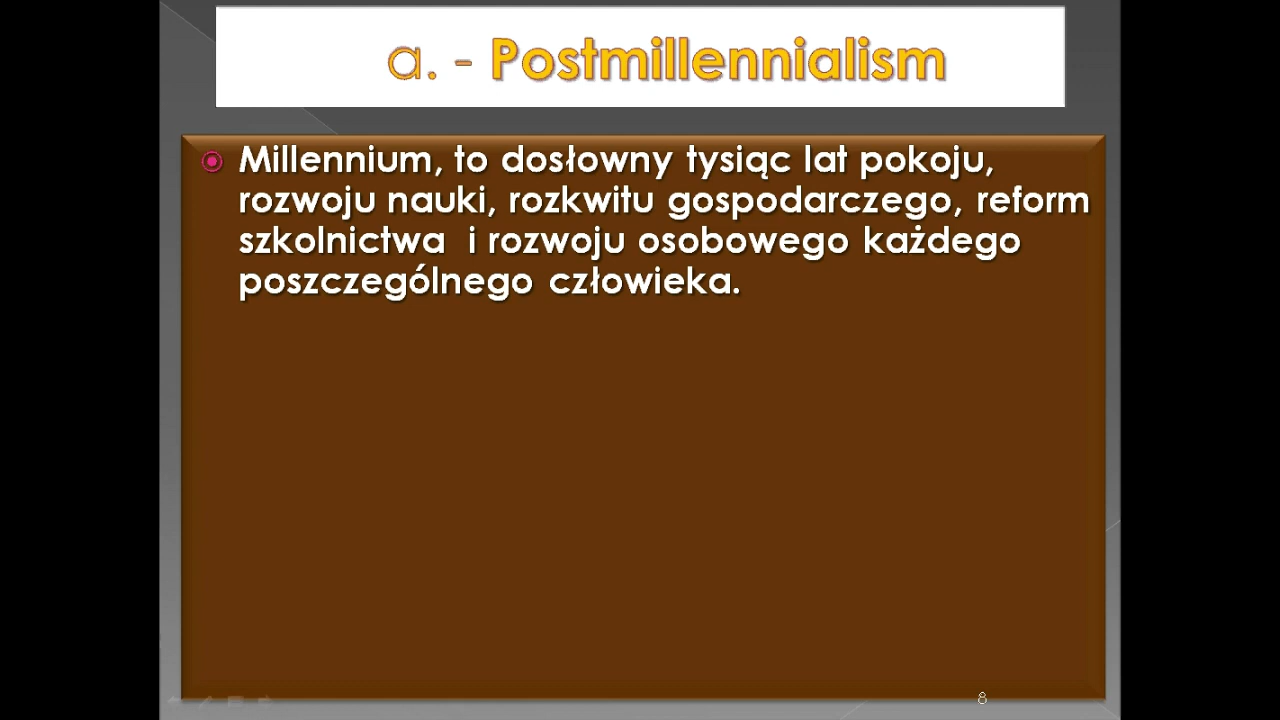 a. - Postmillennialism
Millennium, to dosłowny tysiąc lat pokoju,
rozwoju nauki, rozkwitu gospodarczego, reform
szkolnictwa i rozwoju osobowego każdego
poszczególnego człowieka.
8